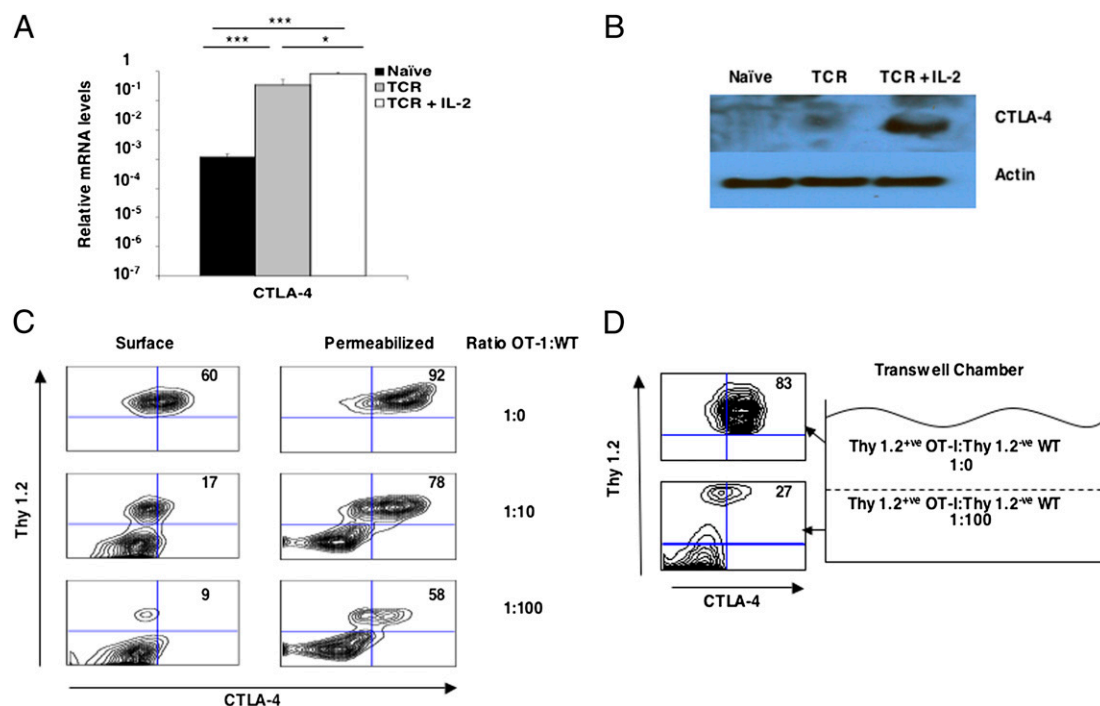 A
*** 
*** *
1
10-1
10-2
10-3
10-4
10-5
10-6
10-7
Relative mRNA levels
CTLA-4
Naïve
TCR
TCR + IL-2
B
Naïve TCR TCR + IL-2
CTLA-4
Actin
C
Surface Permeabilized Ratio OT-1:WT
60 92 1:0
17 78 1:10
9 58 1:100
Thy 1.2
CTLA-4
D
83
27
Thy 1.2
CTLA-4
Transwell Chamber
Thy 1.2+ve OT-I:Thy 1.2-ve WT
1:0
Thy 1.2+ve OT-I:Thy 1.2-ve WT
1:100